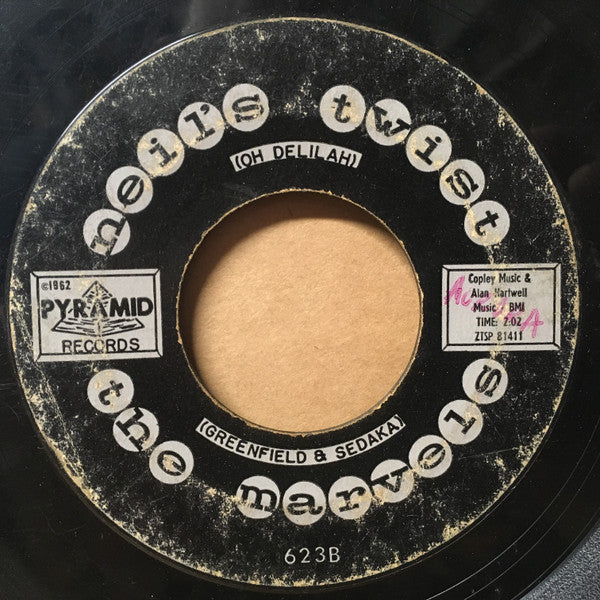 neil's twist
(OH DELILAH)
©1962
PYRAMID
RECORDS
Copley Music &
Alan Hartwell
Music BMI
TIME: 2:02
ZTSP 81411
(GREENFIELD & SEDAKA)
the marvels
623B